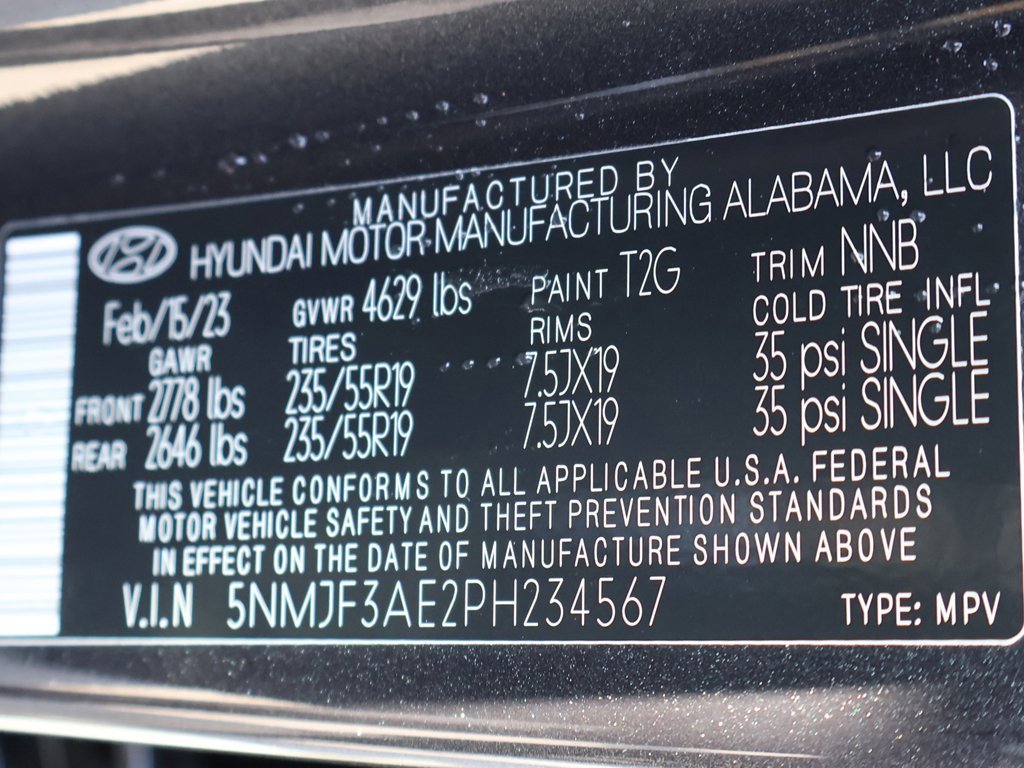 MANUFACTURED BY
HYUNDAI MOTOR MANUFACTURING ALABAMA, LLC
Feb/15/23 GVWR 4629 lbs PAINT T2G TRIM NNB
GAWR TIRES RIMS COLD TIRE INFL
FRONT 2778 lbs 235/55R19 7.5JX19 35 psi SINGLE
REAR 2646 lbs 235/55R19 7.5JX19 35 psi SINGLE
THIS VEHICLE CONFORMS TO ALL APPLICABLE U.S.A. FEDERAL
MOTOR VEHICLE SAFETY AND THEFT PREVENTION STANDARDS
IN EFFECT ON THE DATE OF MANUFACTURE SHOWN ABOVE
V.I.N 5NMJF3AE2PH234567 TYPE: MPV